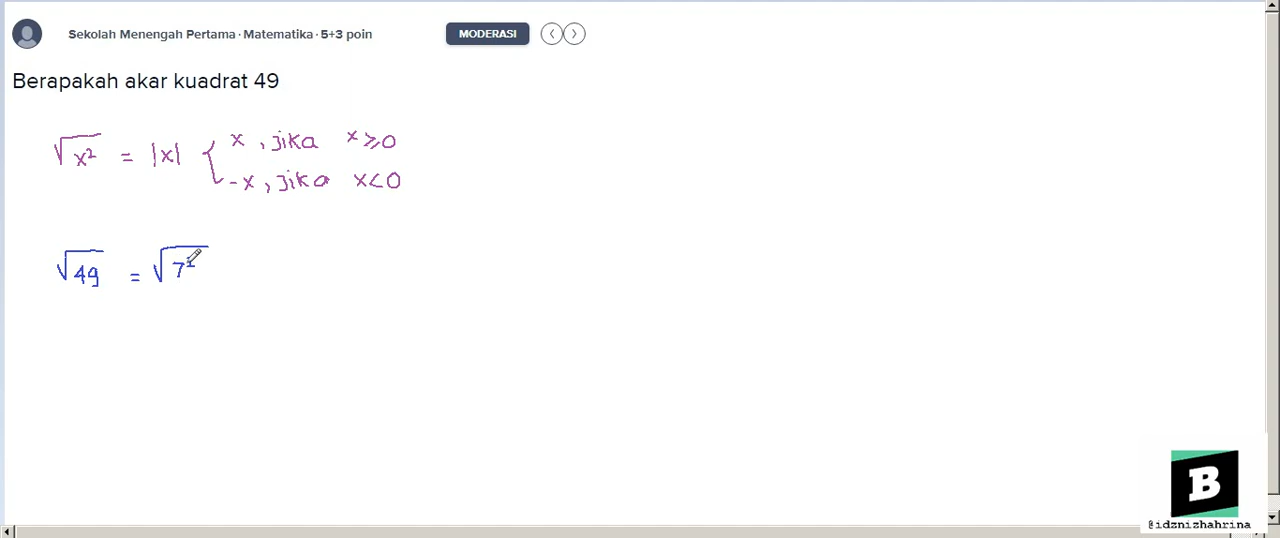 Sekolah Menengah Pertama · Matematika · 5+3 poin
MODERASI
Berapakah akar kuadrat 49
√x² = |x| { x , jika x ≥ 0
-x , jika x < 0
√49 = √7²
B
@idznizhahrina